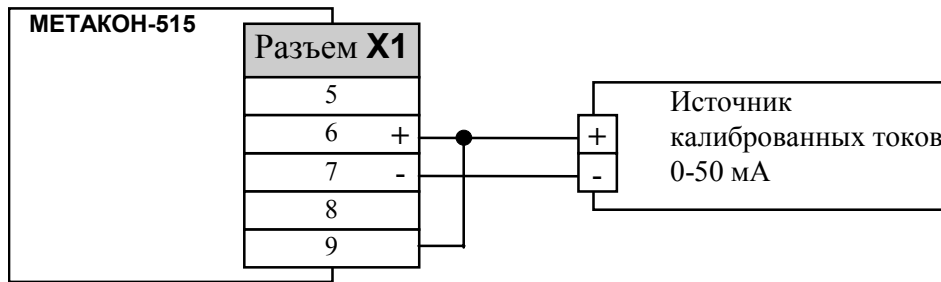 МЕТАКОН-515
Разъем X1
5
6 +
7 -
8
9
+
-
Источник
калиброванных токов
0-50 мА